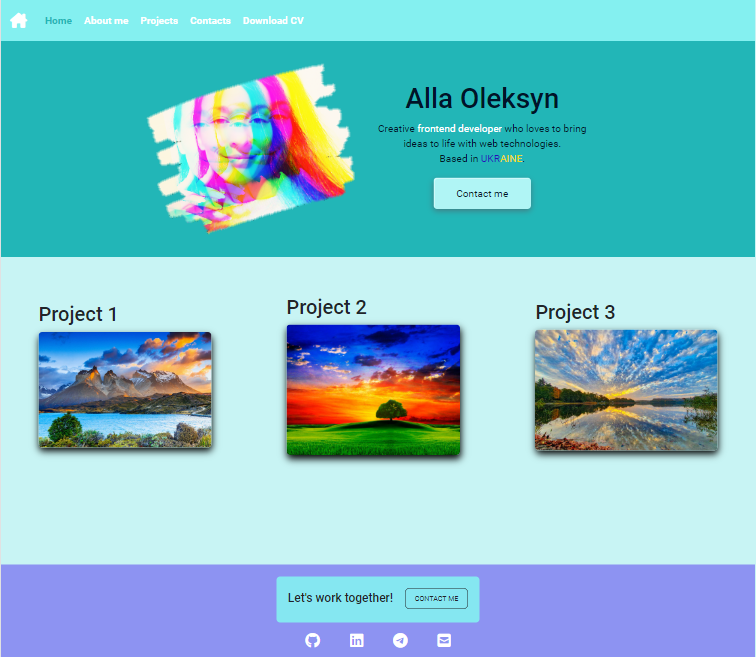 Home About me Projects Contacts Download CV
Alla Oleksyn
Creative frontend developer who loves to bring
ideas to life with web technologies.
Based in UKRAINE.
Contact me
Project 1
Project 2
Project 3
Let's work together! CONTACT ME
in